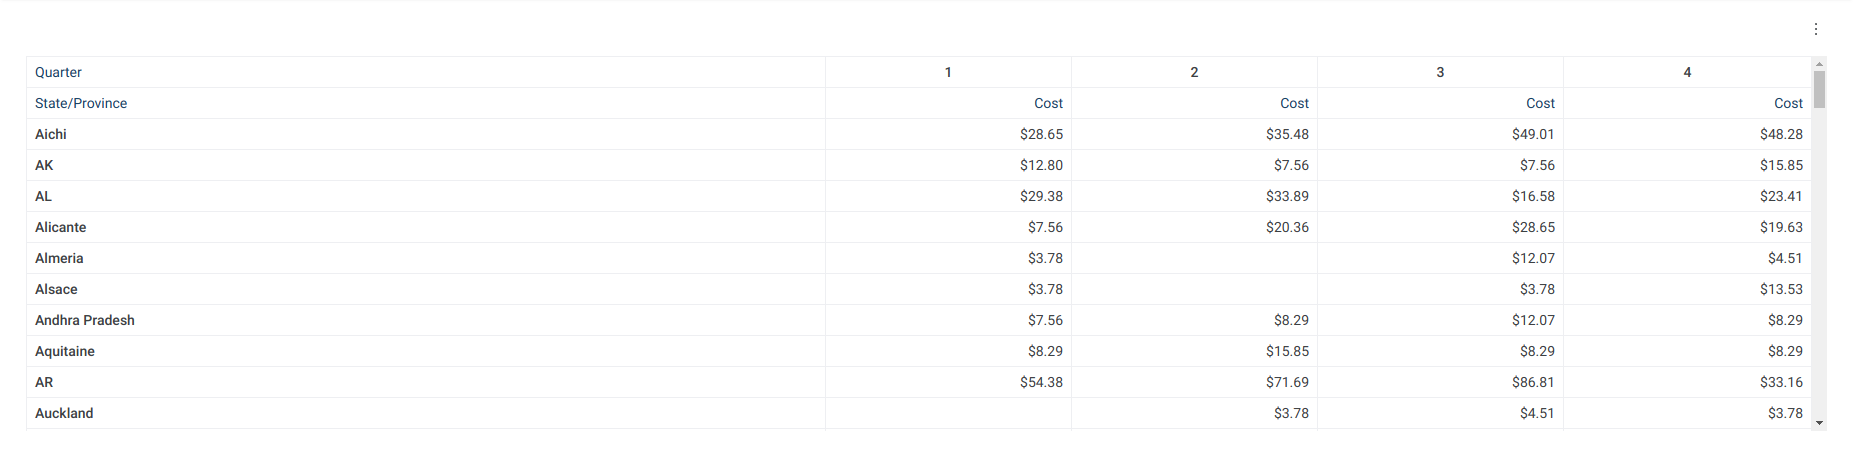 Quarter 1 2 3 4
State/Province Cost Cost Cost Cost
Aichi $28.65 $35.48 $49.01 $48.28
AK $12.80 $7.56 $7.56 $15.85
AL $29.38 $33.89 $16.58 $23.41
Alicante $7.56 $20.36 $28.65 $19.63
Almeria $3.78 $12.07 $4.51
Alsace $3.78 $3.78 $13.53
Andhra Pradesh $7.56 $8.29 $12.07 $8.29
Aquitaine $8.29 $15.85 $8.29 $8.29
AR $54.38 $71.69 $86.81 $33.16
Auckland $3.78 $4.51 $3.78